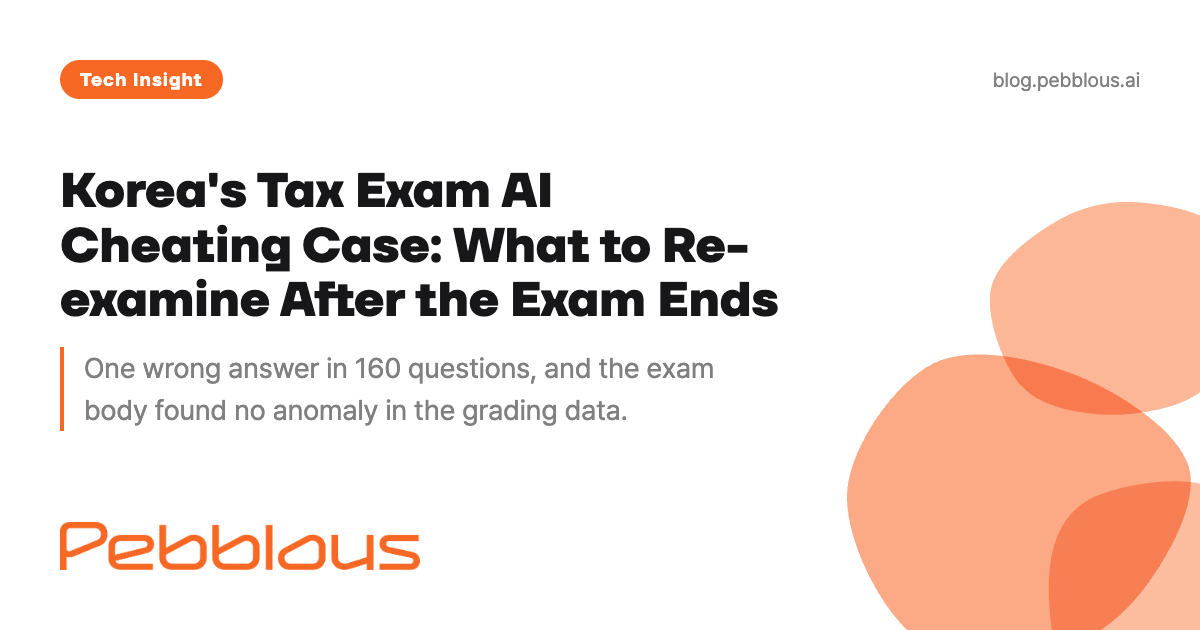 Tech Insight
blog.pebblous.ai
Korea's Tax Exam AI
Cheating Case: What to Re-
examine After the Exam Ends
One wrong answer in 160 questions, and the exam
body found no anomaly in the grading data.
Pebblous